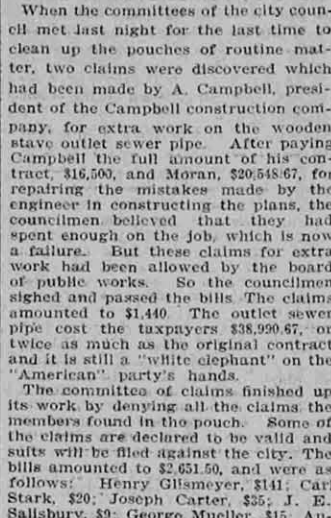 When the committees of the city coun-
cil met last night for the last time to
clean up the pouches of routine mat-
ter, two claims were discovered which
had been made by A. Campbell, presi-
dent of the Campbell construction com-
pany, for extra work on the wooden
stave outlet sewer pipe. After paying
Campbell the full amount of his con-
tract, $16,500, and Moran, $20,548.67, for
repairing the mistakes made by the
engineer in constructing the plans, the
councilmen believed that they had
spent enough on the job, which is now
a failure. But these claims for extra
work had been allowed by the board
of public works. So the councilmen
sighed and passed the bills. The claims
amounted to $1,440. The outlet sewer
pipe cost the taxpayers $38,990.67, or
twice as much as the original contract
and it is still a "white elephant" on the
"American" party's hands.
The committee of claims finished up
its work by denying all the claims the
members found in the pouch. Some of
the claims are declared to be valid and
suits will be filed against the city. The
bills amounted to $2,651.50, and were as
follows: Henry Glismeyer, $141; Carl
Stark, $20; Joseph Carter, $35; J. E.
Salisbury, $9; George Mueller, $15; An-